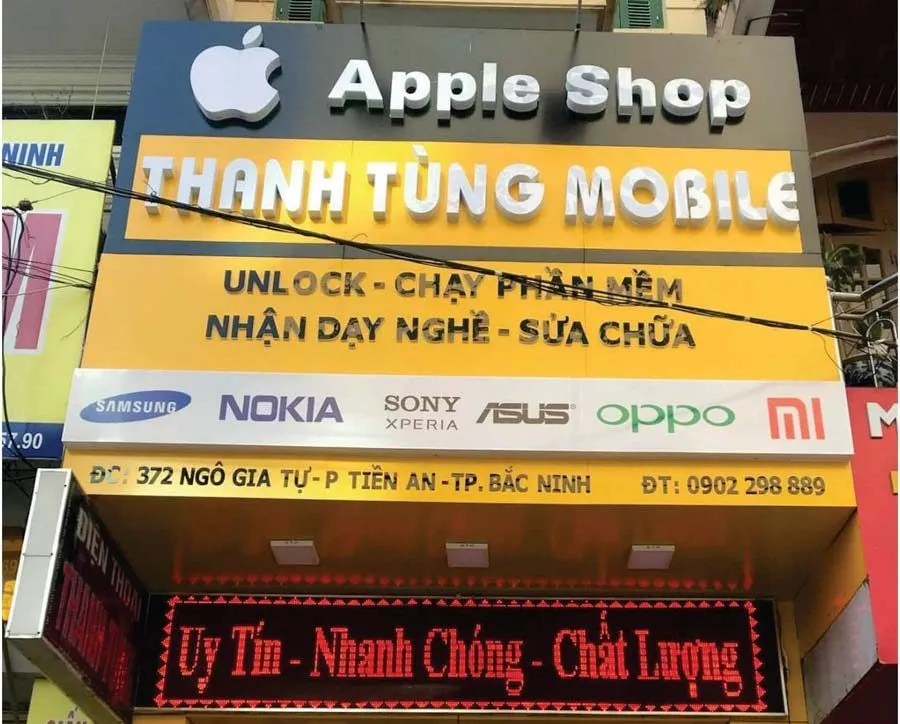 Apple Shop
THANH TÙNG MOBILE
UNLOCK - CHẠY PHẦN MỀM
NHẬN DẠY NGHỀ - SỬA CHỮA
SAMSUNG NOKIA SONY XPERIA ASUS oppo MI
ĐC: 372 NGÔ GIA TỰ - P TIỀN AN - TP. BẮC NINH ĐT: 0902 298 889
Uy Tín - Nhanh Chóng - Chất Lượng
NINH
57.90
ĐIỆN THOẠI